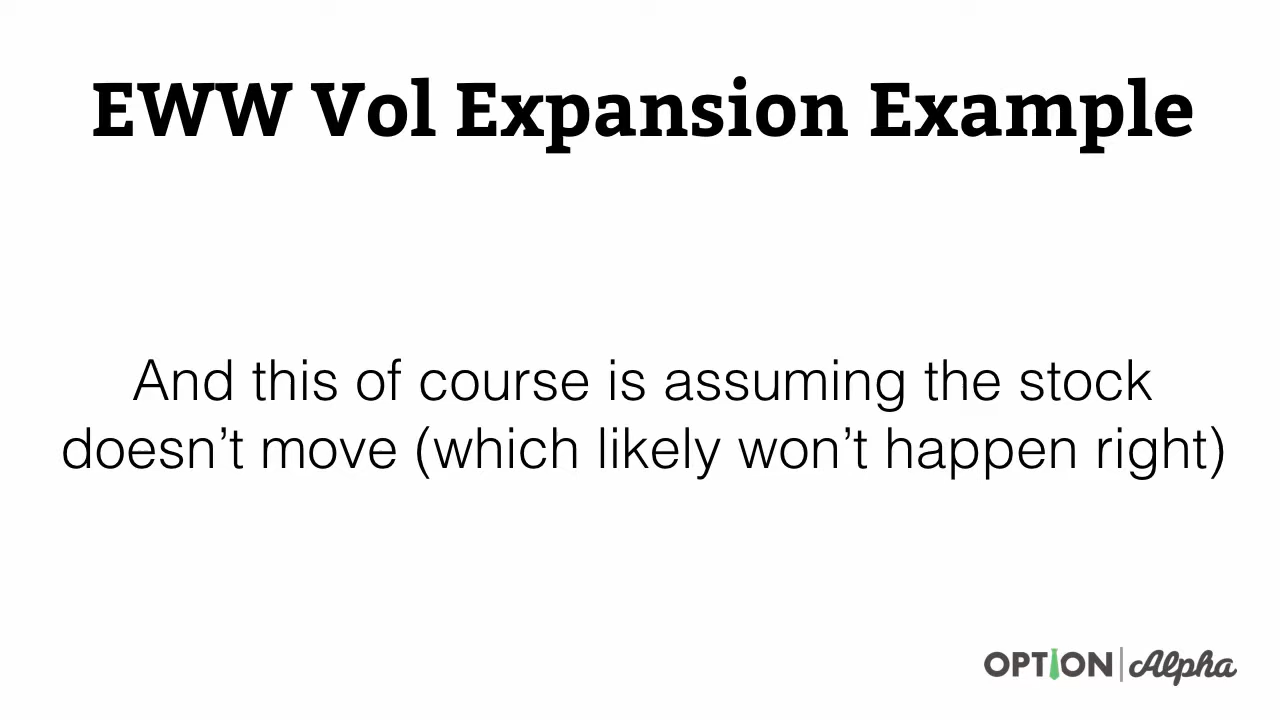 EWW Vol Expansion Example
And this of course is assuming the stock
doesn’t move (which likely won’t happen right)
OPTION | Alpha